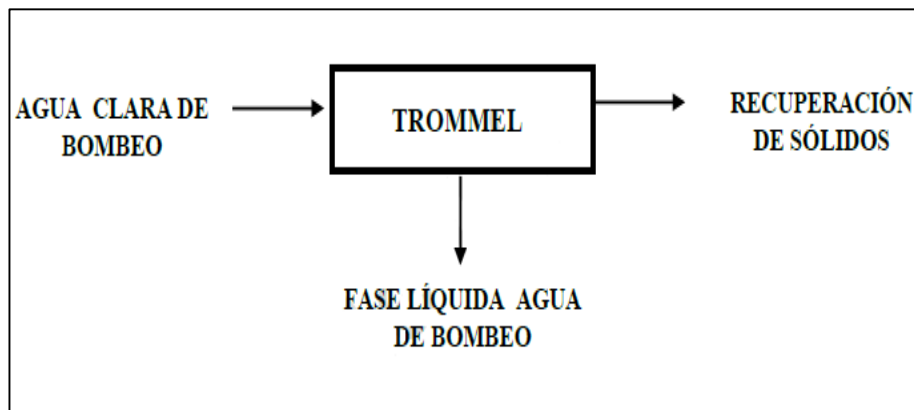 AGUA CLARA DE
BOMBEO
TROMMEL
RECUPERACIÓN
DE SÓLIDOS
FASE LÍQUIDA AGUA
DE BOMBEO